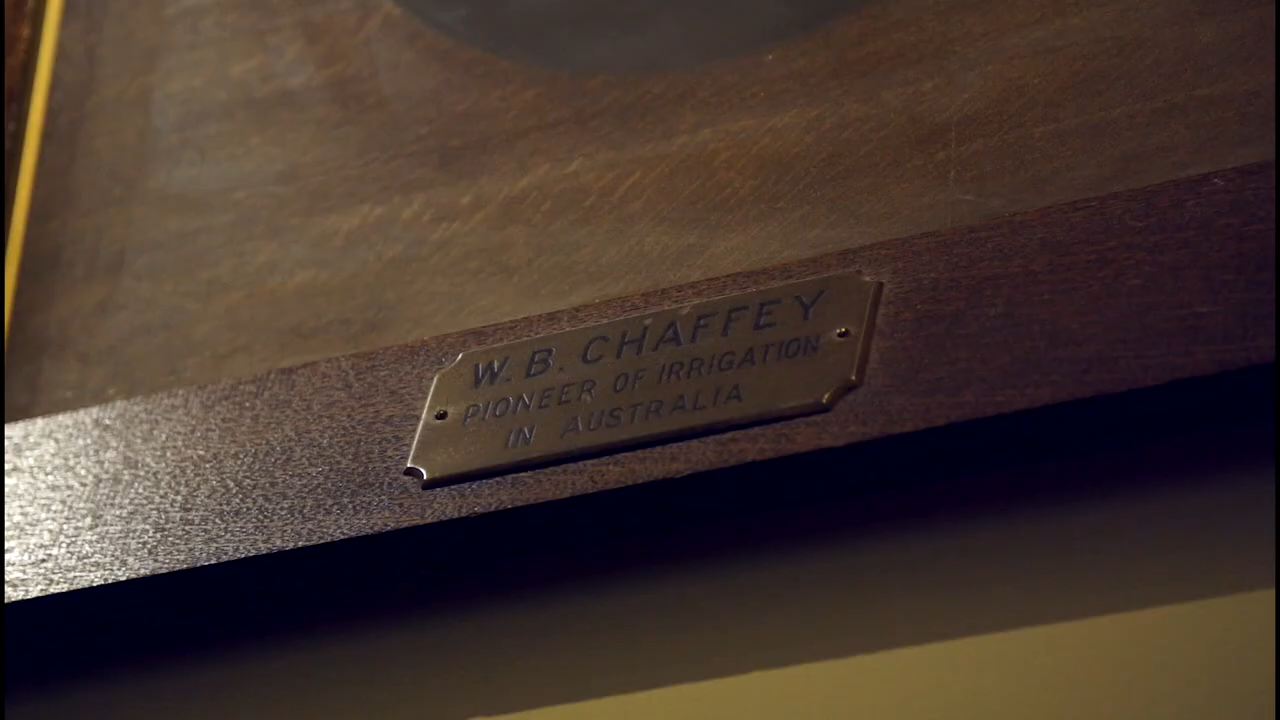 W. B. CHAFFEY
PIONEER OF IRRIGATION
IN AUSTRALIA